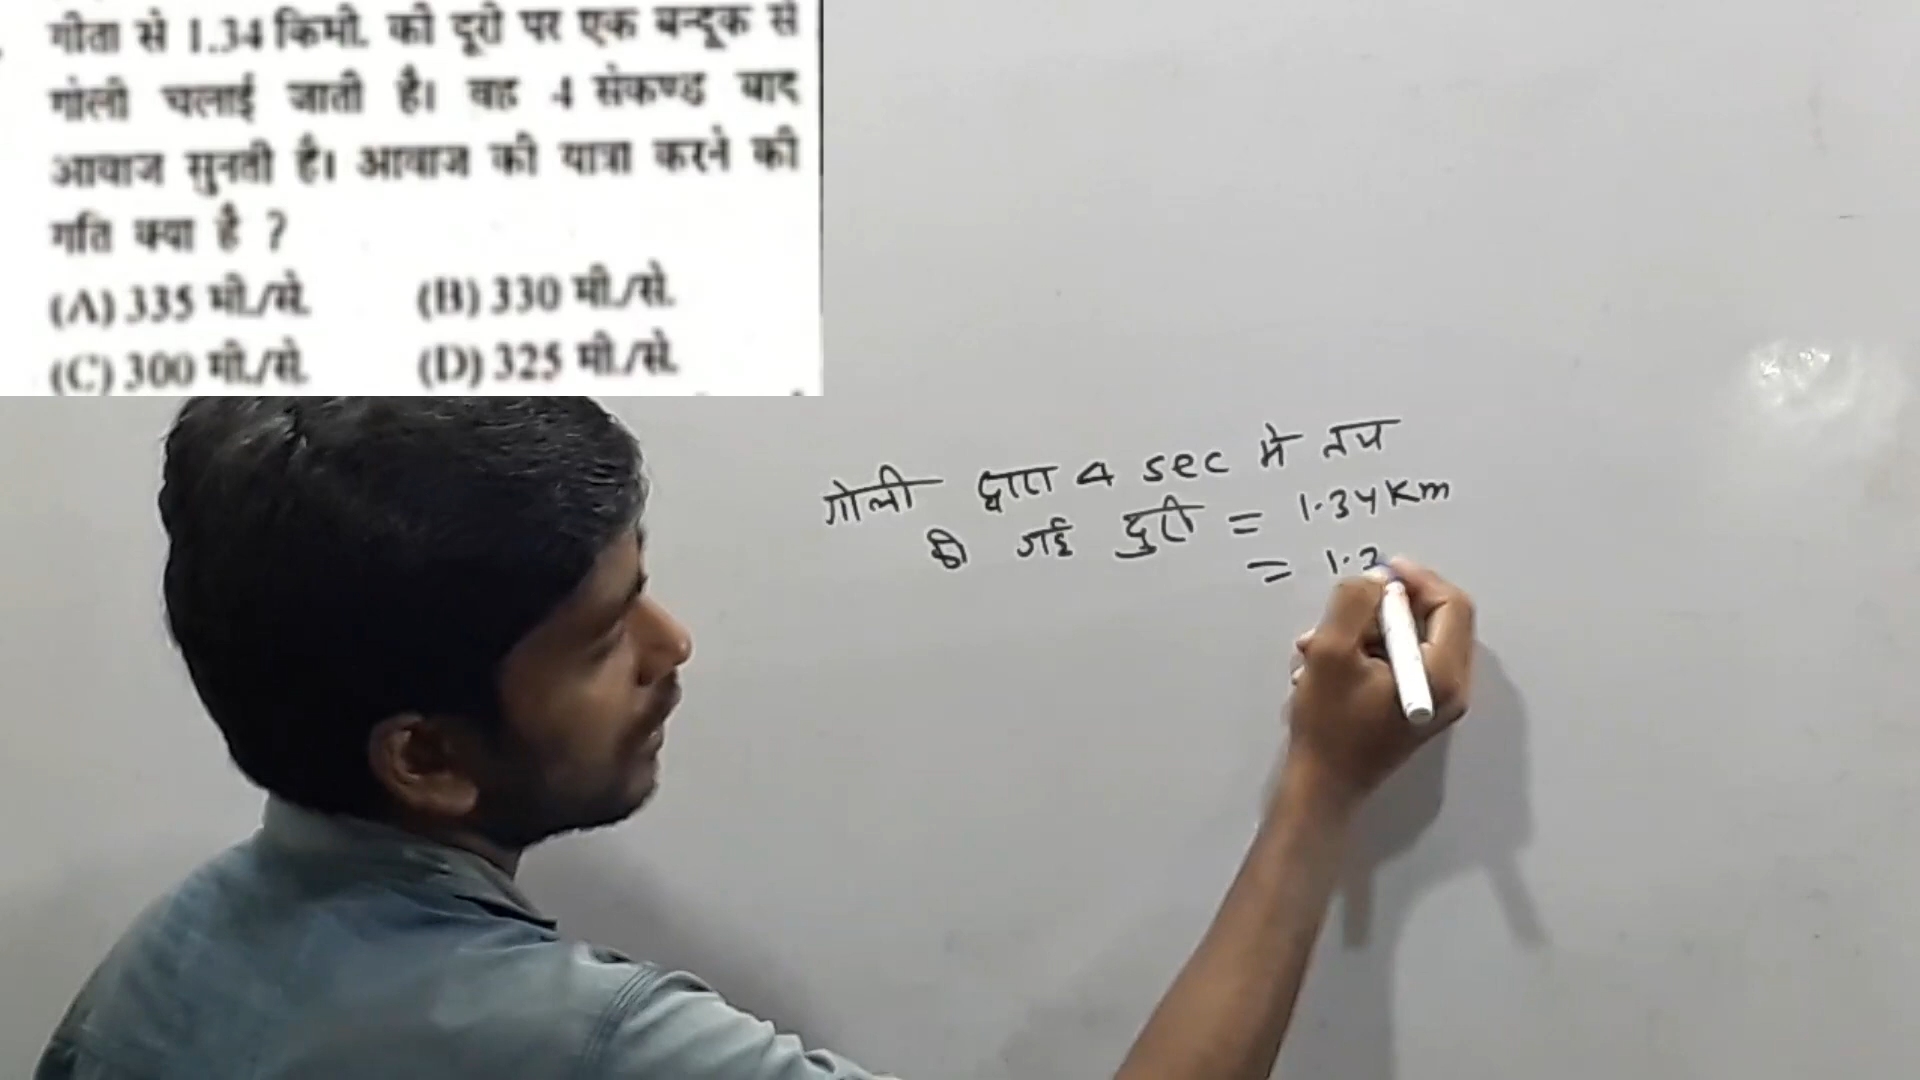 गीता से 1.34 किमी. की दूरी पर एक बन्दूक से
गोली चलाई जाती है। वह 4 सेकण्ड बाद
आवाज सुनती है। आवाज की यात्रा करने की
गति क्या है ?
(A) 335 मी./से. (B) 330 मी./से.
(C) 300 मी./से. (D) 325 मी./से.
गोली द्वारा 4 sec मे तय
की गई दुरी = 1.34 Km
= 1.3